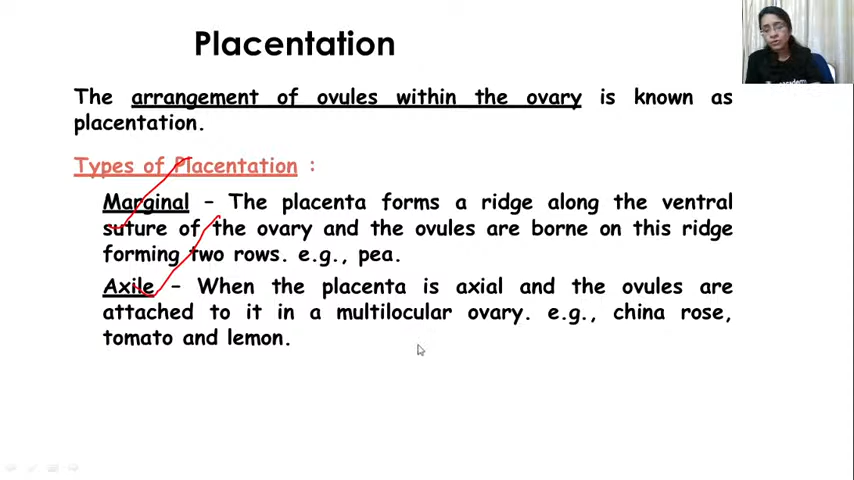 Placentation
The arrangement of ovules within the ovary is known as
placentation.
Types of Placentation :
Marginal – The placenta forms a ridge along the ventral
suture of the ovary and the ovules are borne on this ridge
forming two rows. e.g., pea.
Axile – When the placenta is axial and the ovules are
attached to it in a multilocular ovary. e.g., china rose,
tomato and lemon.